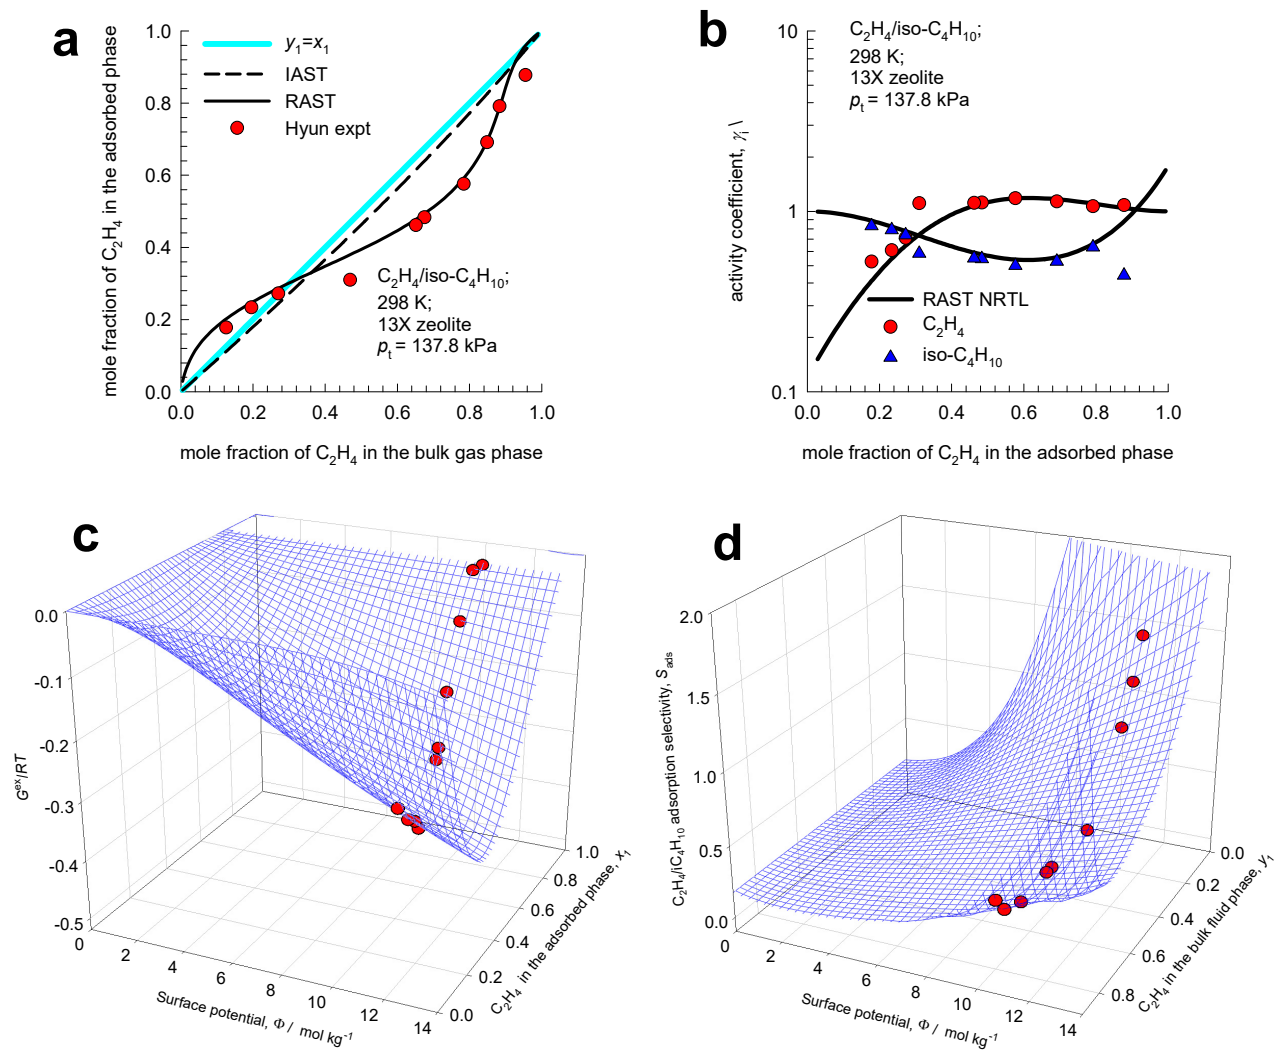 a
mole fraction of C2H4 in the adsorbed phase
1.0
0.8
0.6
0.4
0.2
0.0
0.0 0.2 0.4 0.6 0.8 1.0
mole fraction of C2H4 in the bulk gas phase
y1=x1
IAST
RAST
Hyun expt
C2H4/iso-C4H10;
298 K;
13X zeolite
pt = 137.8 kPa
b
activity coefficient, γi \
10
1
0.1
0.0 0.2 0.4 0.6 0.8 1.0
mole fraction of C2H4 in the adsorbed phase
C2H4/iso-C4H10;
298 K;
13X zeolite
pt = 137.8 kPa
RAST NRTL
C2H4
iso-C4H10
c
Gex/RT
0.0
-0.1
-0.2
-0.3
-0.4
-0.5
0 2 4 6 8 10 12 14
Surface potential, Φ / mol kg-1
0.0
0.2
0.4
0.6
0.8
1.0
C2H4 in the adsorbed phase, x1
d
C2H4/iC4H10 adsorption selectivity, Sads
2.0
1.5
1.0
0.5
0.0
0 2 4 6 8 10 12 14
Surface potential, Φ / mol kg-1
0.0
0.2
0.4
0.6
0.8
C2H4 in the bulk fluid phase, y1